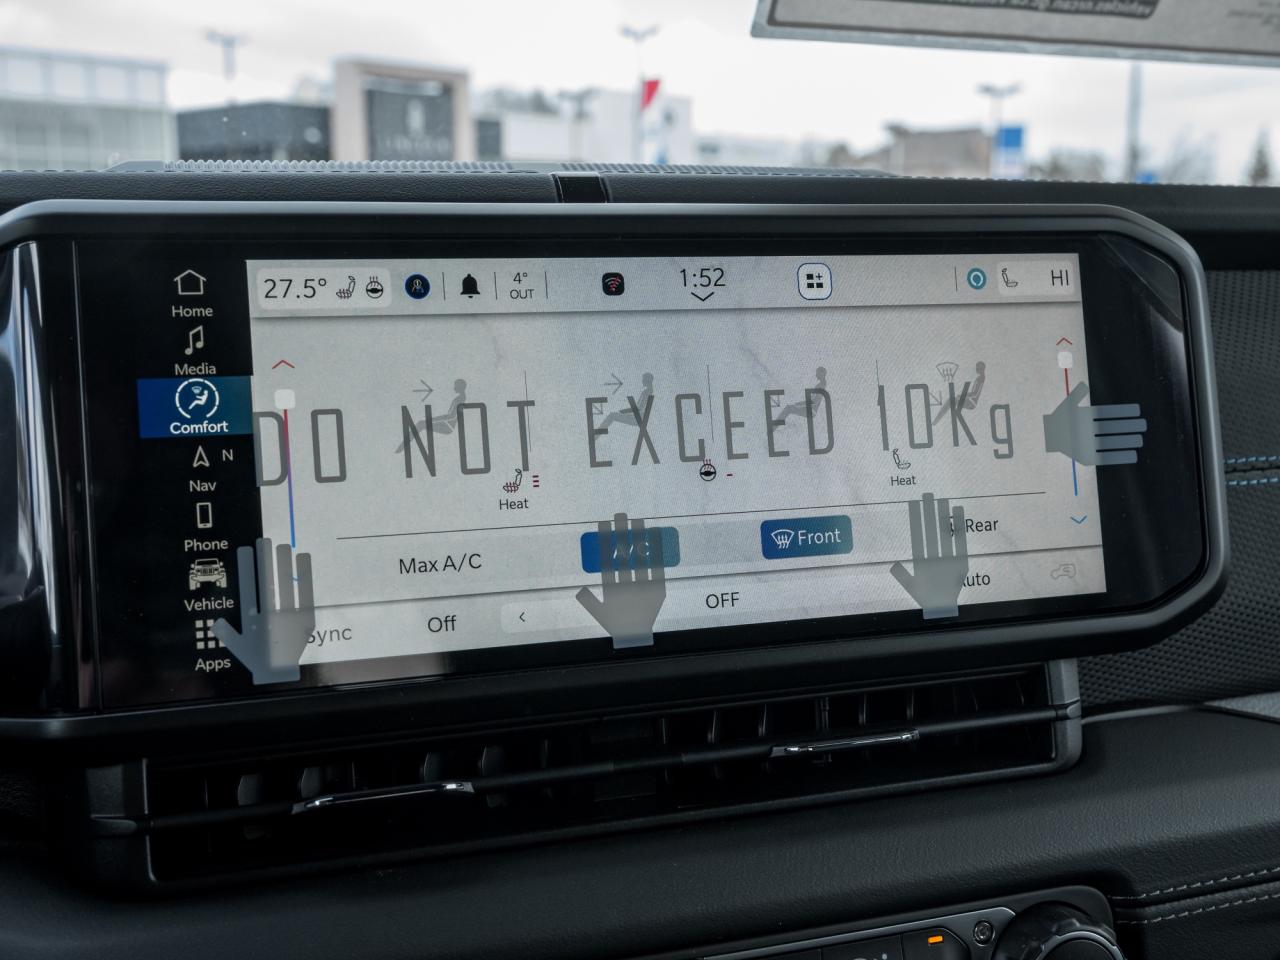 27.5°
4°
OUT
1:52
HI
Home
Media
Comfort
N
Nav
Phone
Vehicle
Apps
DO NOT EXCEED 10Kg
Heat
Heat
Max A/C
A/C
Front
Rear
Sync
Off
OFF
Auto